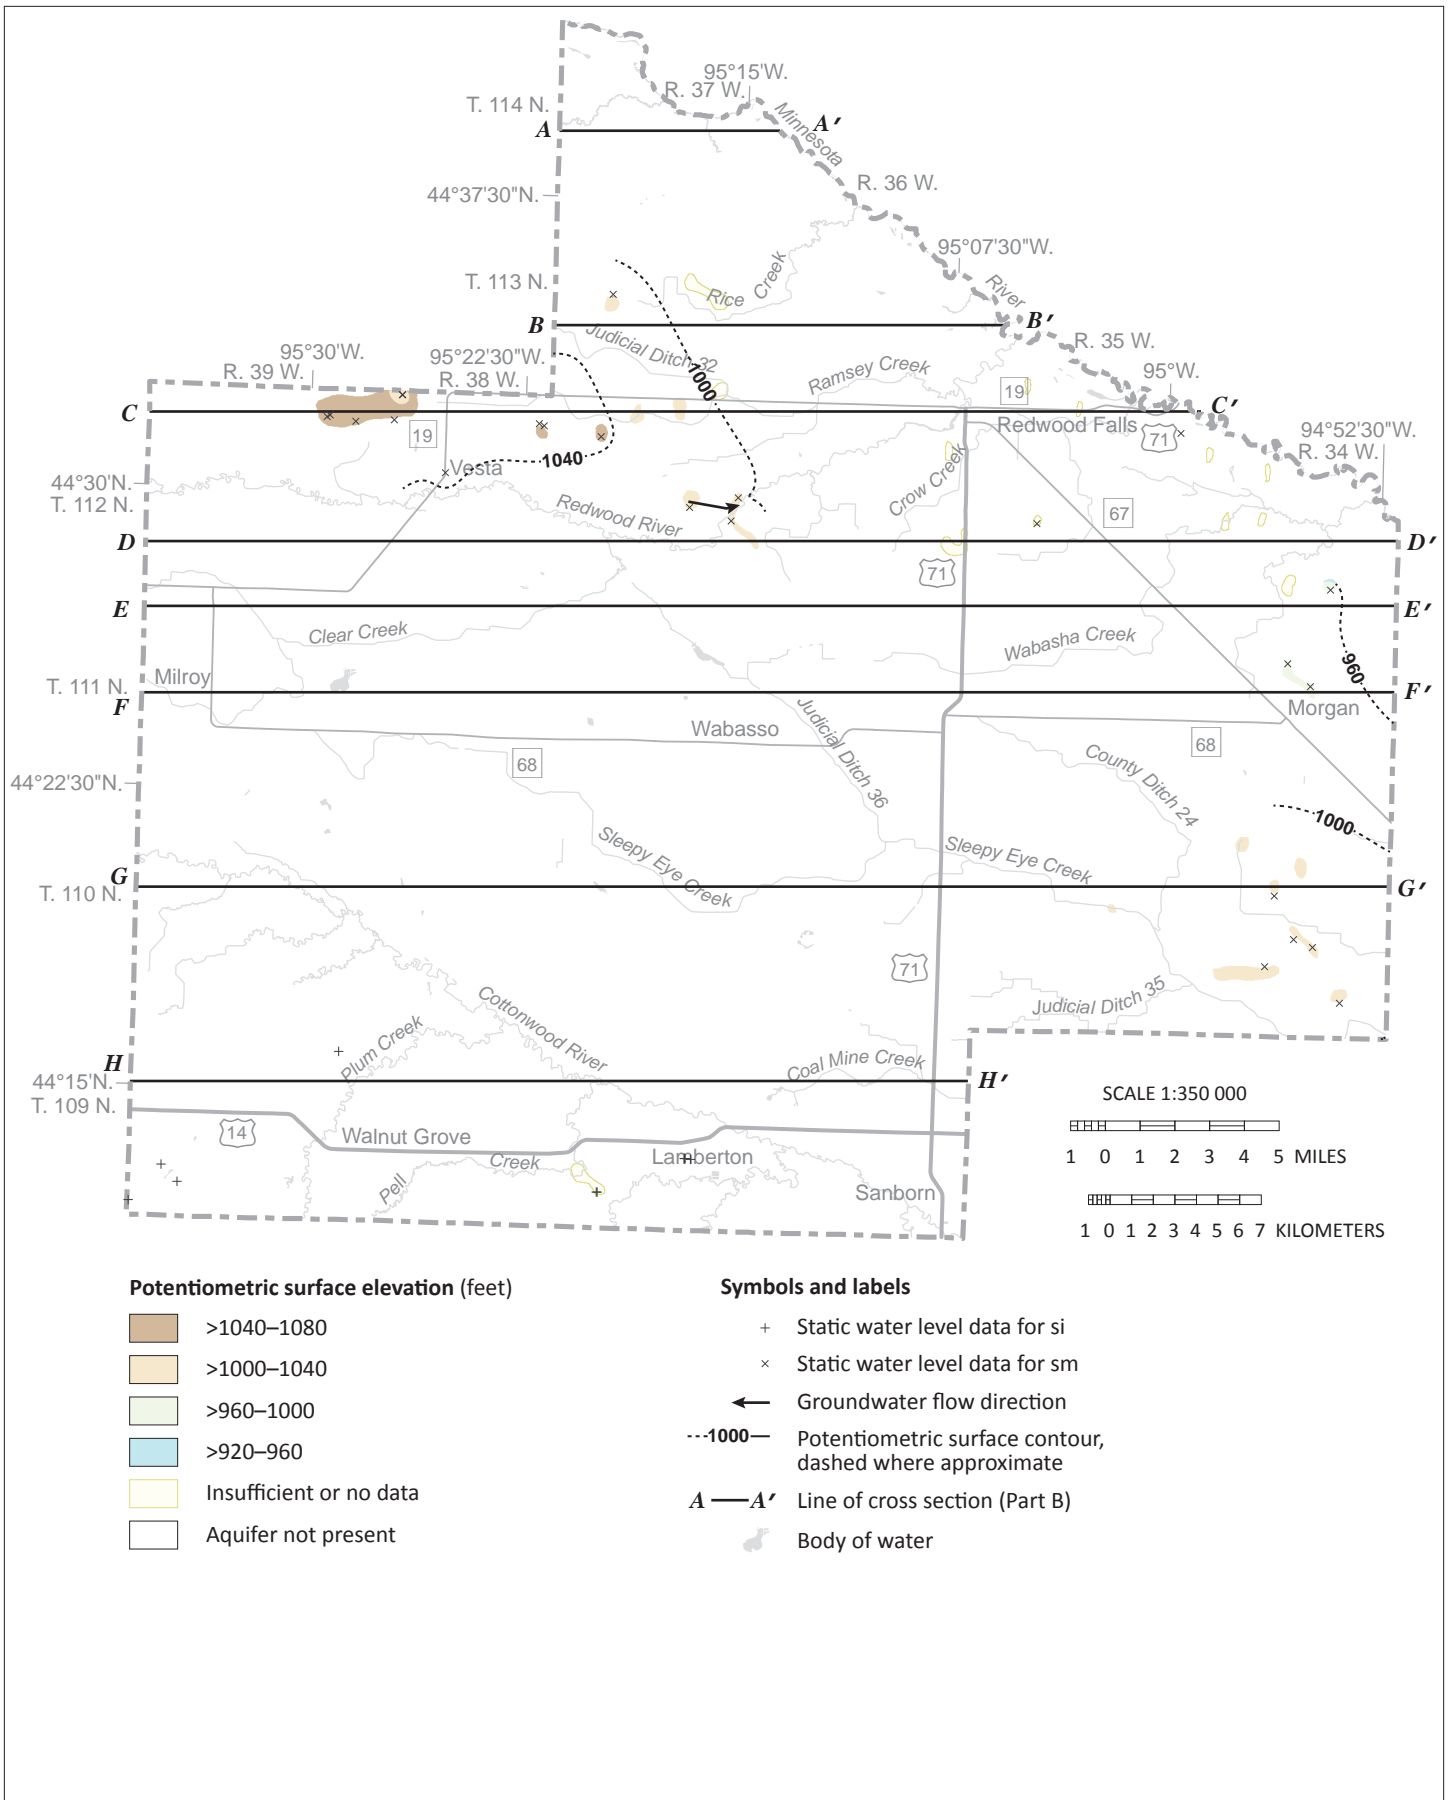 95°15'W.
R. 37 W.
T. 114 N.
A
A′
Minnesota
R. 36 W.
44°37'30"N.
95°07'30"W.
T. 113 N.
Rice
Creek
River
B
B′
Judicial Ditch 32
R. 35 W.
95°30'W.
95°22'30"W.
R. 39 W.
R. 38 W.
1000
Ramsey Creek
19
95°W.
C
C′
19
Redwood Falls
71
94°52'30"W.
R. 34 W.
1040
Vesta
44°30'N.
T. 112 N.
Redwood River
Crow Creek
67
D
D′
71
E
E′
Clear Creek
Wabasha Creek
960
Milroy
T. 111 N.
F
F′
Morgan
Wabasso
Judicial Ditch 36
68
68
County Ditch 24
44°22'30"N.
1000
Sleepy Eye Creek
Sleepy Eye Creek
G
G′
T. 110 N.
71
Cottonwood River
Judicial Ditch 35
Plum Creek
Coal Mine Creek
H
H′
44°15'N.
T. 109 N.
14
Walnut Grove
Creek
Lamberton
Pell
Sanborn
SCALE 1:350 000
1 0 1 2 3 4 5 MILES
1 0 1 2 3 4 5 6 7 KILOMETERS
Potentiometric surface elevation (feet)
>1040–1080
>1000–1040
>960–1000
>920–960
Insufficient or no data
Aquifer not present
Symbols and labels
+ Static water level data for si
× Static water level data for sm
Groundwater flow direction
1000 Potentiometric surface contour,
dashed where approximate
A A′ Line of cross section (Part B)
Body of water